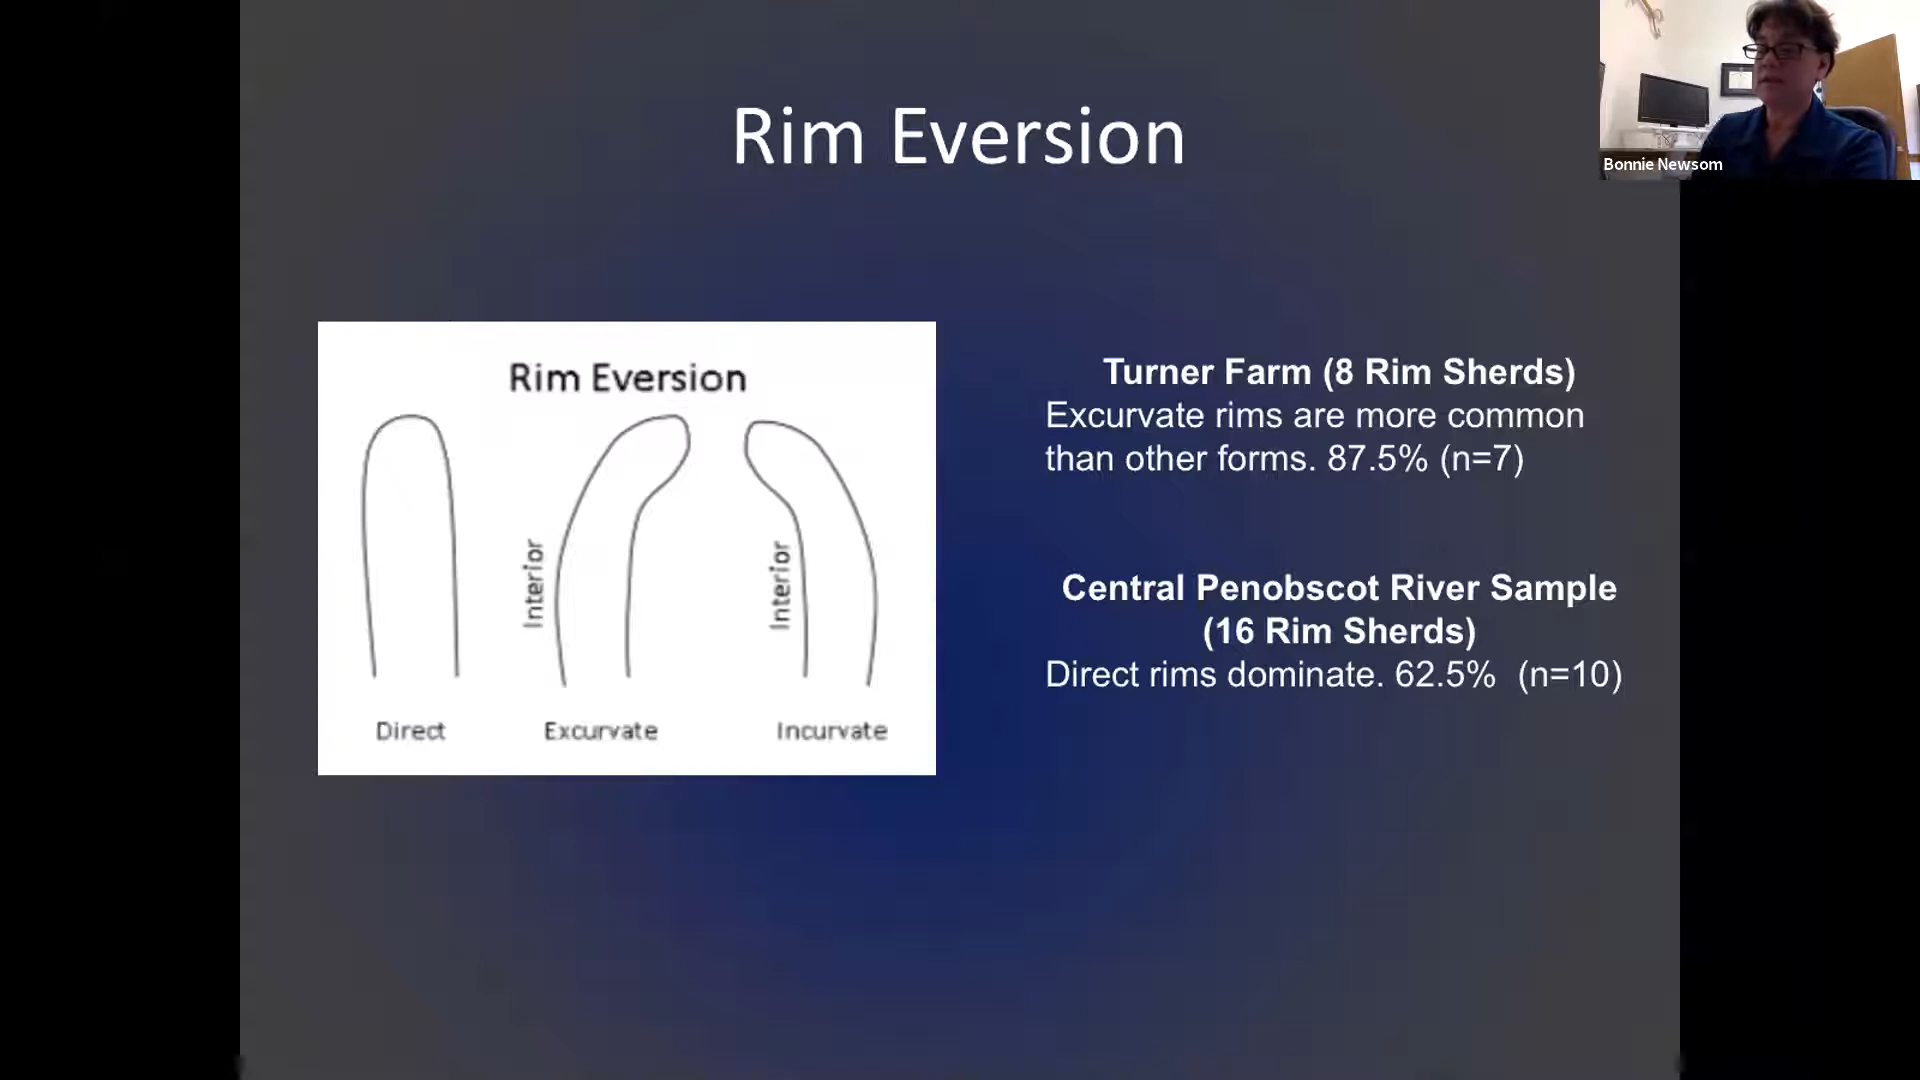 Rim Eversion
Bonnie Newsom
Rim Eversion
Interior
Interior
Direct
Excurvate
Incurvate
Turner Farm (8 Rim Sherds)
Excurvate rims are more common
than other forms. 87.5% (n=7)
Central Penobscot River Sample
(16 Rim Sherds)
Direct rims dominate. 62.5% (n=10)